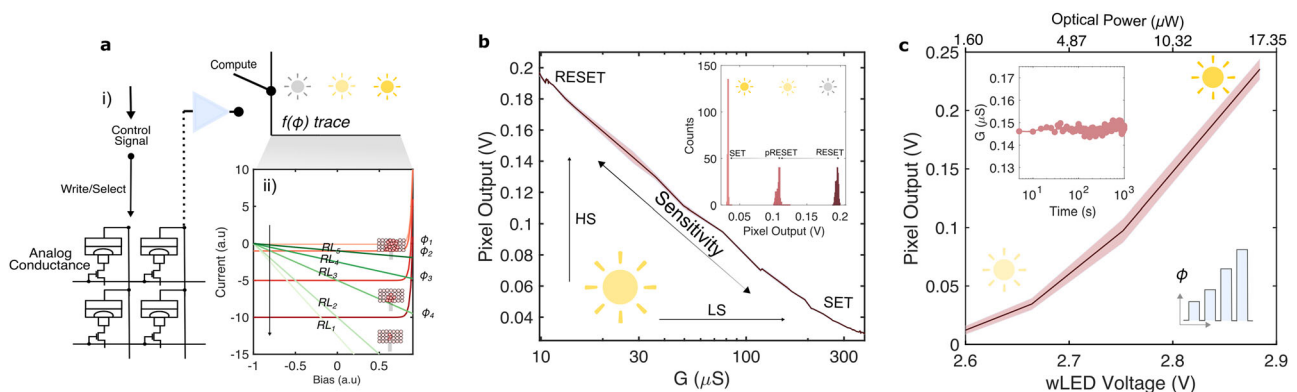 a
Compute
i)
Control
Signal
f(ϕ) trace
Write/Select
Analog
Conductance
ii)
Current (a.u)
10
5
0
-5
-10
-15
RL5
RL4
RL3
RL2
RL1
ϕ1
ϕ2
ϕ3
ϕ4
-1
-0.5
0
0.5
Bias (a.u)
b
Pixel Output (V)
0.2
0.18
0.16
0.14
0.12
0.1
0.08
0.06
0.04
RESET
HS
Sensitivity
LS
SET
10
30
100
300
G (μS)
Counts
150
100
50
0
SET
pRESET
RESET
0.05
0.1
0.15
0.2
Pixel Output (V)
c
Optical Power (μW)
1.60
4.87
10.32
17.35
Pixel Output (V)
0.25
0.20
0.15
0.10
0.05
0
G (μS)
0.17
0.16
0.15
0.14
0.13
10¹
10²
10³
Time (s)
ϕ
2.6
2.7
2.8
2.9
wLED Voltage (V)